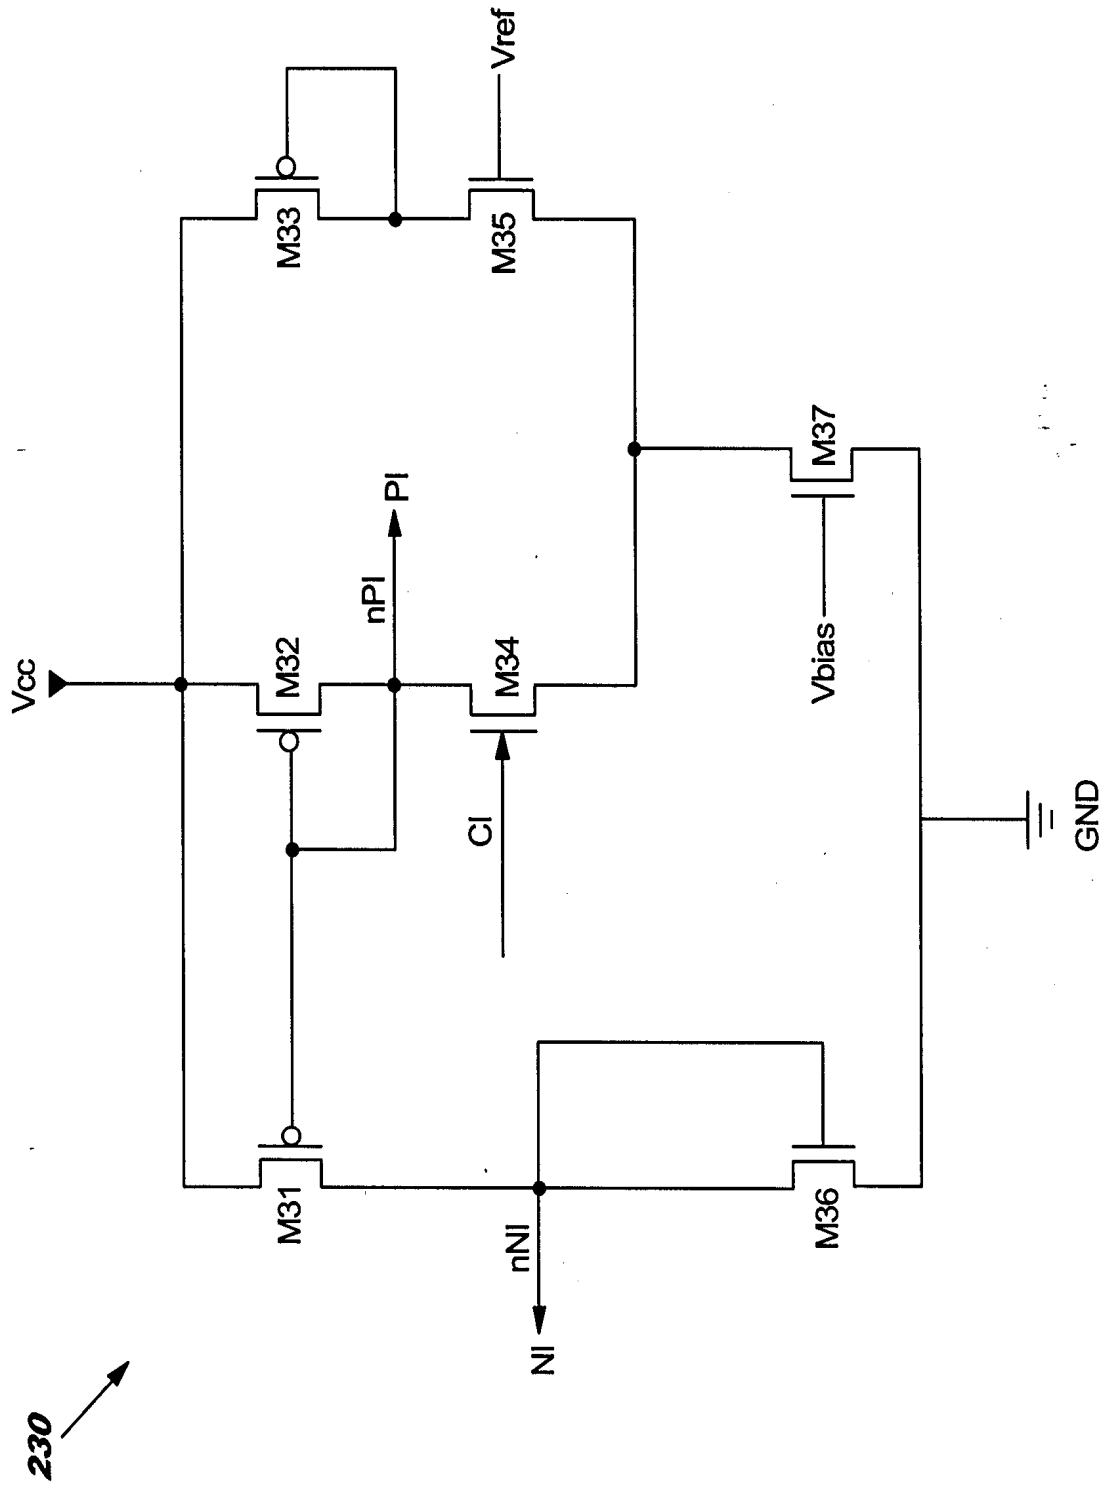 230
Vcc
M31
M32
M33
nPI
PI
CI
M34
M35
Vref
nNI
NI
M36
Vbias
M37
GND